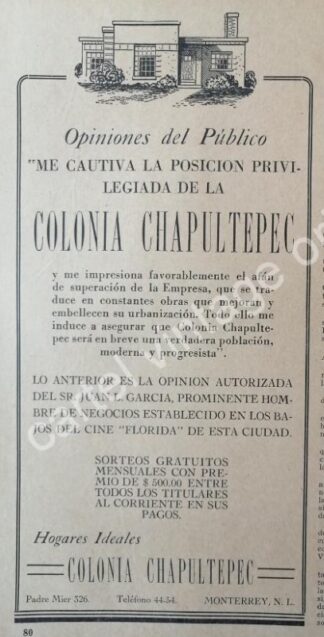 Opiniones del Público
"ME CAUTIVA LA POSICION PRIVI-
LEGIADA DE LA
COLONIA CHAPULTEPEC
y me impresiona favorablemente el afán
de superación de la Empresa, que se tra-
duce en constantes obras que mejoran y
embellecen su urbanización. Todo ello me
induce a asegurar que Colonia Chapulte-
pec será en breve una verdadera población,
moderna y progresista".
LO ANTERIOR ES LA OPINION AUTORIZADA
DEL SR. JUAN L. GARCIA, PROMINENTE HOM-
BRE DE NEGOCIOS ESTABLECIDO EN LOS BA-
JOS DEL CINE "FLORIDA" DE ESTA CIUDAD.
SORTEOS GRATUITOS
MENSUALES CON PRE-
MIO DE $ 500.00 ENTRE
TODOS LOS TITULARES
AL CORRIENTE EN SUS
PAGOS.
Hogares Ideales
COLONIA CHAPULTEPEC
Padre Mier 526. Teléfono 44-54. MONTERREY, N. L.
80